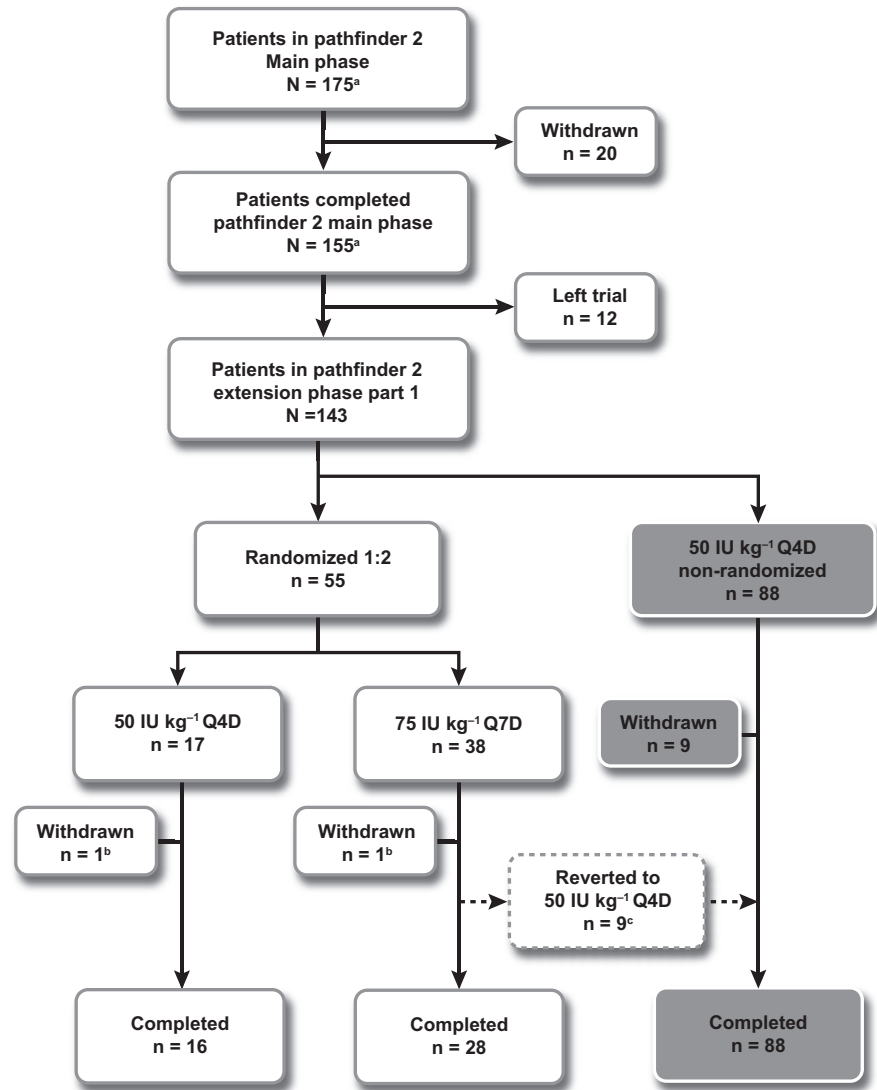 Patients in pathfinder 2
Main phase
N = 175ᵃ
Withdrawn
n = 20
Patients completed
pathfinder 2 main phase
N = 155ᵃ
Left trial
n = 12
Patients in pathfinder 2
extension phase part 1
N =143
Randomized 1:2
n = 55
50 IU kg⁻¹ Q4D
non-randomized
n = 88
50 IU kg⁻¹ Q4D
n = 17
75 IU kg⁻¹ Q7D
n = 38
Withdrawn
n = 9
Withdrawn
n = 1ᵇ
Withdrawn
n = 1ᵇ
Reverted to
50 IU kg⁻¹ Q4D
n = 9ᶜ
Completed
n = 16
Completed
n = 28
Completed
n = 88